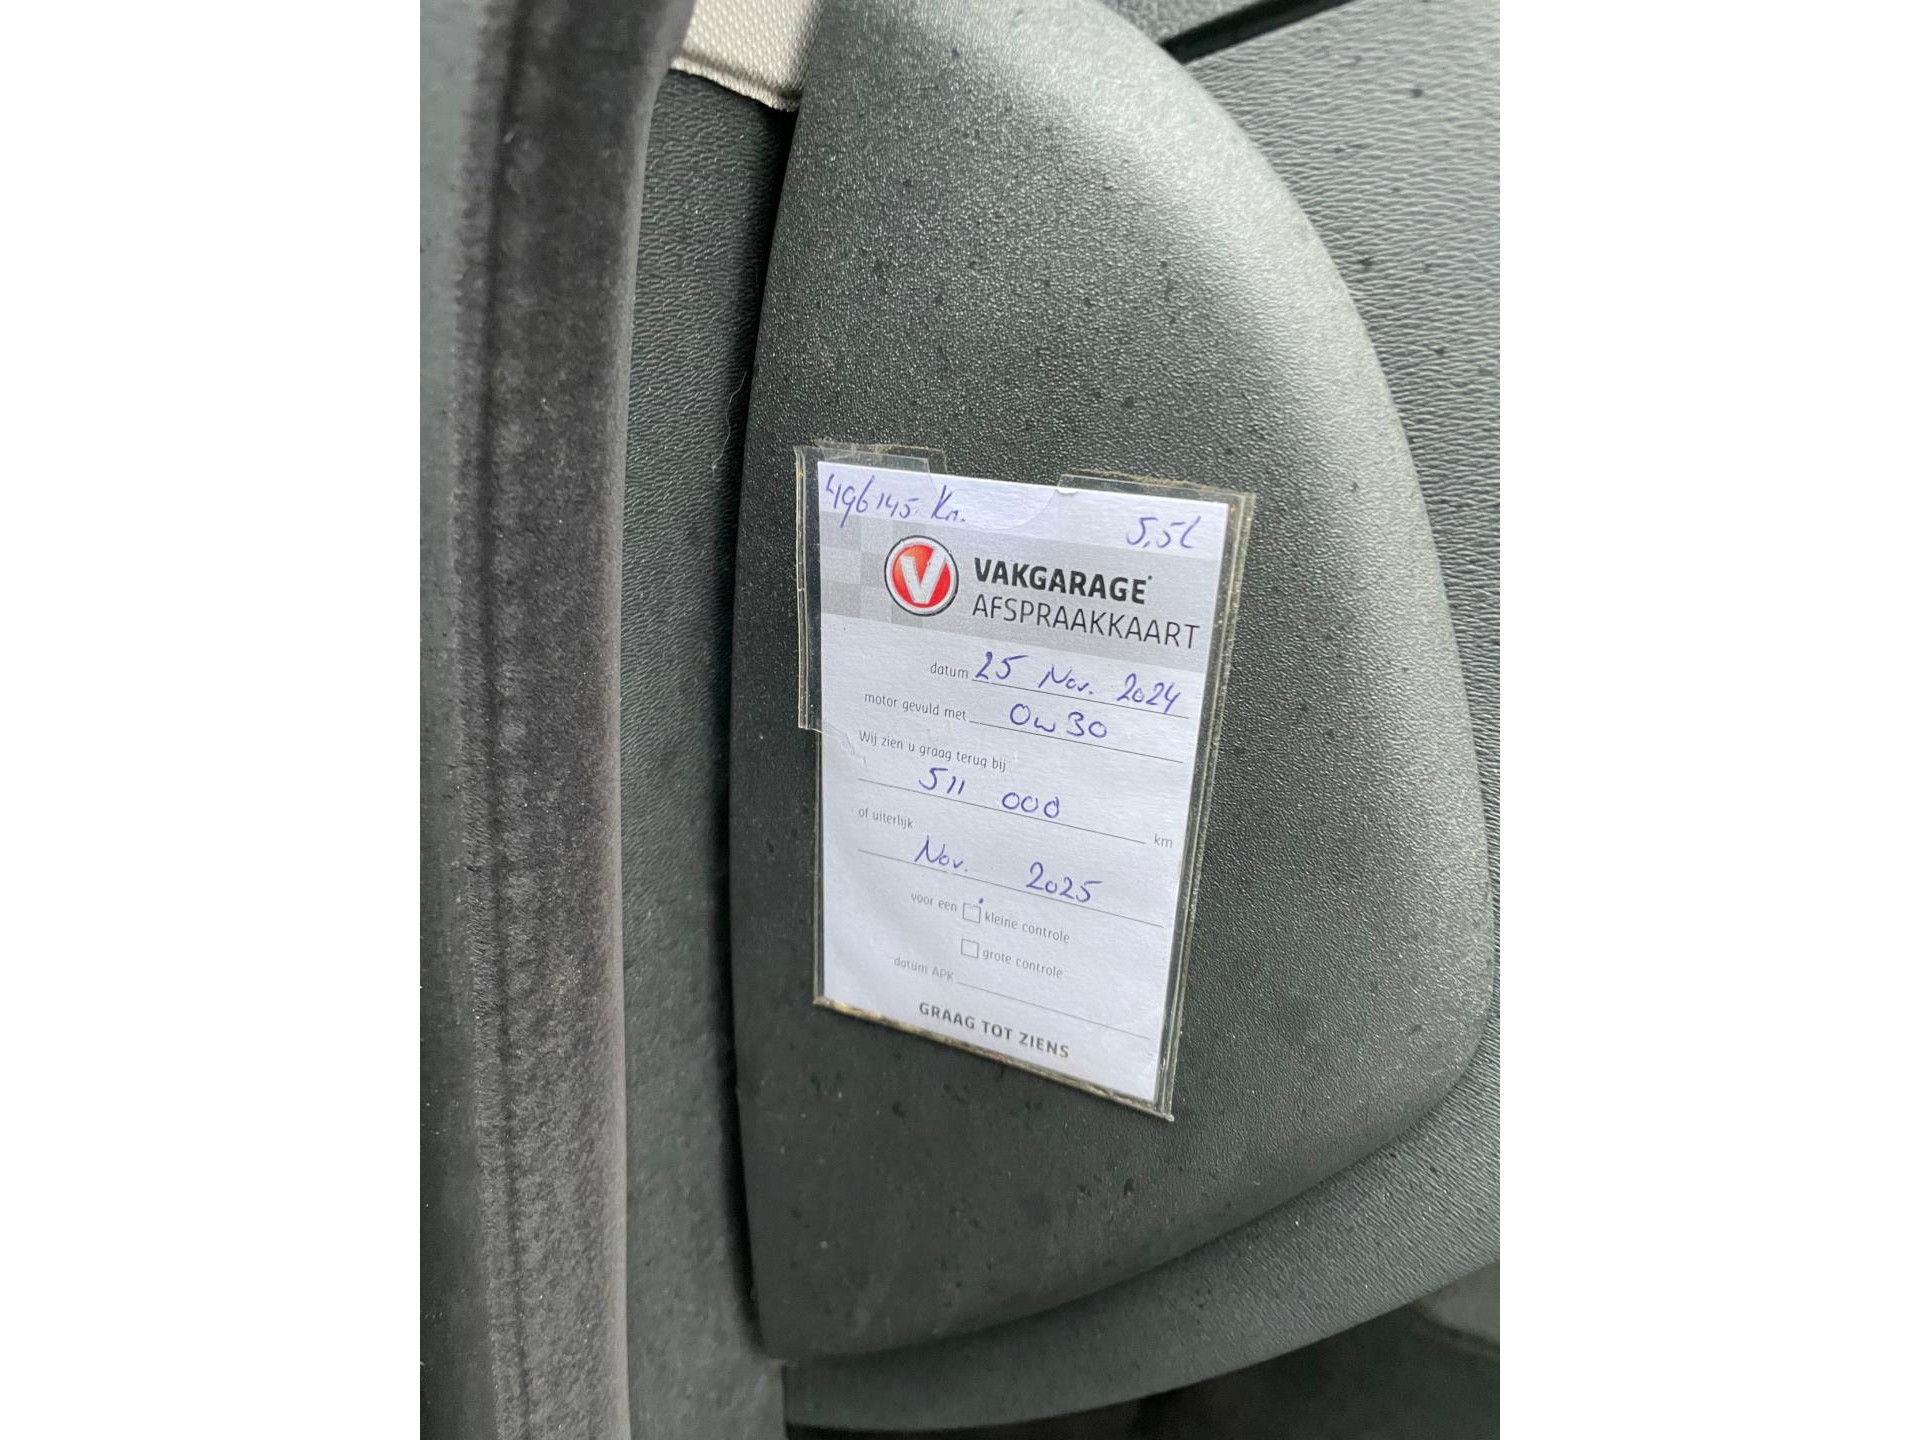 496145 Km. 5,5l
V VAKGARAGE
AFSPRAAKKAART
datum 25 Nov. 2024
motor gevuld met 0w30
Wij zien u graag terug bij
511 000 km
of uiterlijk
Nov. 2025
voor een kleine controle
grote controle
datum APK
GRAAG TOT ZIENS